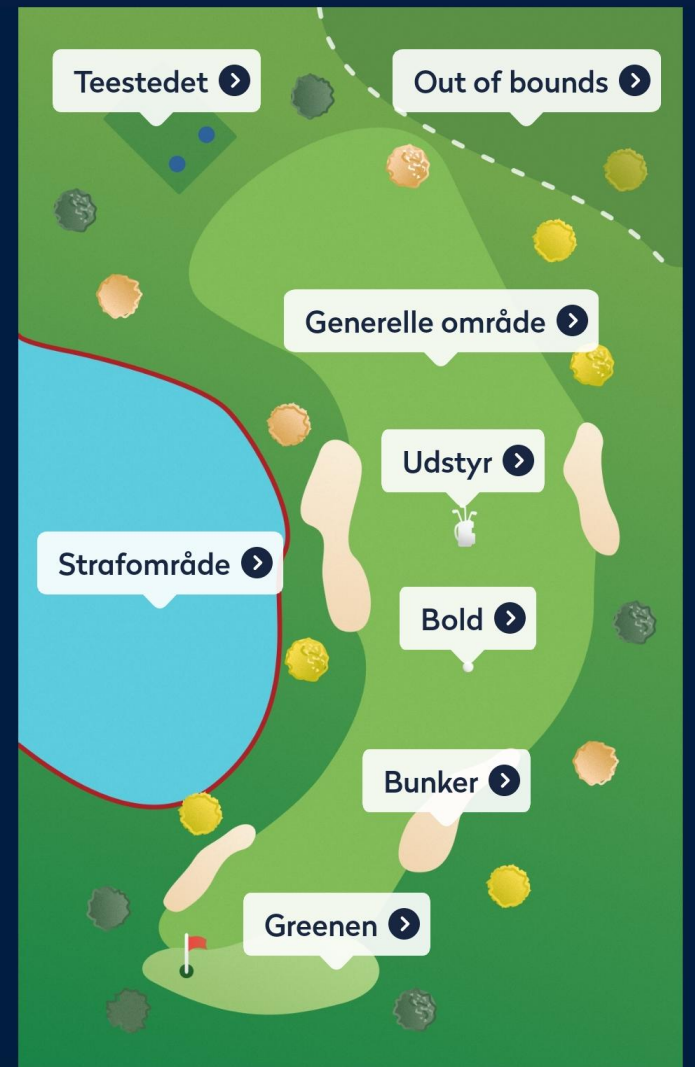 Teestedet
Out of bounds
Generelle område
Udstyr
Strafområde
Bold
Bunker
Greenen